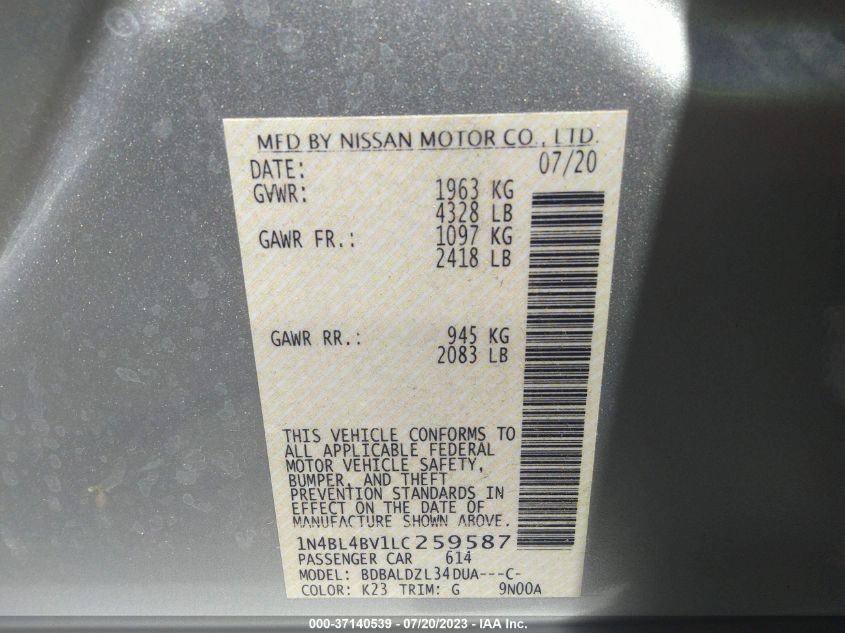 MFD BY NISSAN MOTOR CO., LTD.
DATE: 07/20
GVWR: 1963 KG
4328 LB
GAWR FR.: 1097 KG
2418 LB
GAWR RR.: 945 KG
2083 LB
THIS VEHICLE CONFORMS TO
ALL APPLICABLE FEDERAL
MOTOR VEHICLE SAFETY,
BUMPER, AND THEFT
PREVENTION STANDARDS IN
EFFECT ON THE DATE OF
MANUFACTURE SHOWN ABOVE.
1N4BL4BV1LC259587
PASSENGER CAR 614
MODEL: BDBALDZL34DUA---C-
COLOR: K23 TRIM: G 9N00A
000-37140539 - 07/20/2023 - IAA Inc.